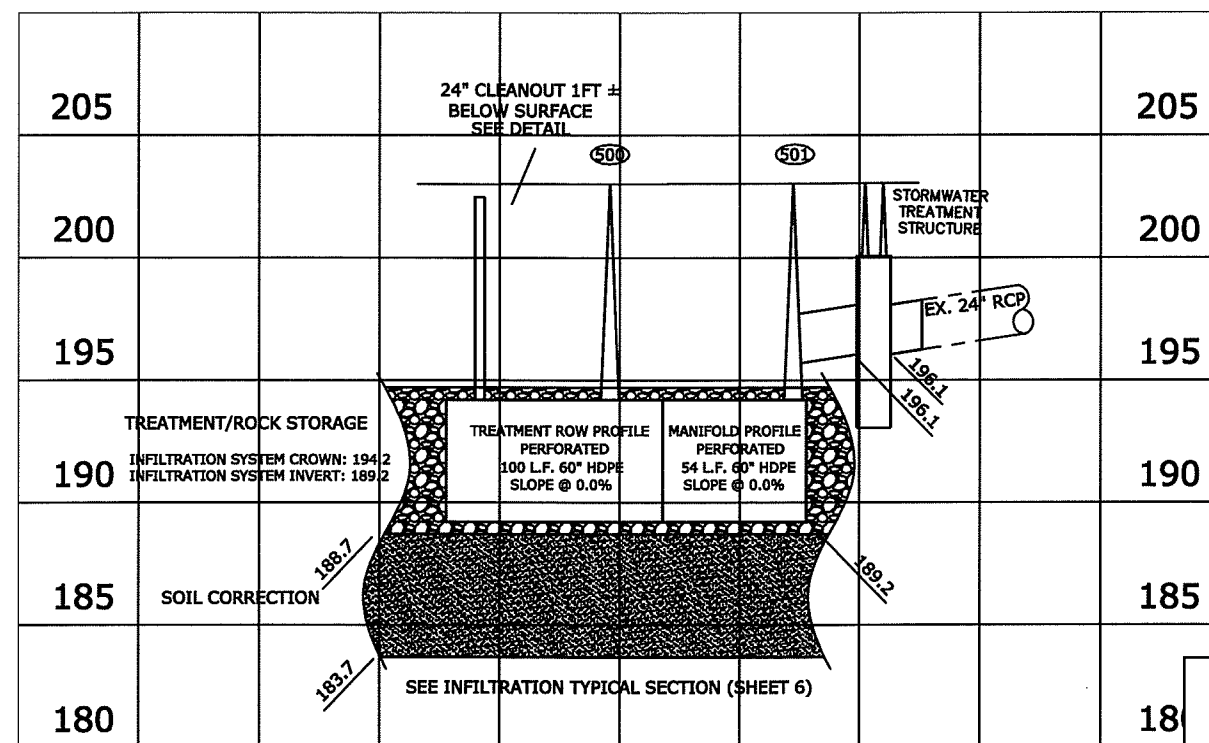 205
205
24" CLEANOUT 1FT ±
BELOW SURFACE
SEE DETAIL
500
501
STORMWATER
TREATMENT
STRUCTURE
200
200
EX. 24" RCP
195
195
196.1
196.1
TREATMENT/ROCK STORAGE
INFILTRATION SYSTEM CROWN: 194.2
INFILTRATION SYSTEM INVERT: 189.2
TREATMENT ROW PROFILE
PERFORATED
100 L.F. 60" HDPE
SLOPE @ 0.0%
MANIFOLD PROFILE
PERFORATED
54 L.F. 60" HDPE
SLOPE @ 0.0%
190
190
188.7
189.2
185
SOIL CORRECTION
185
183.7
SEE INFILTRATION TYPICAL SECTION (SHEET 6)
180